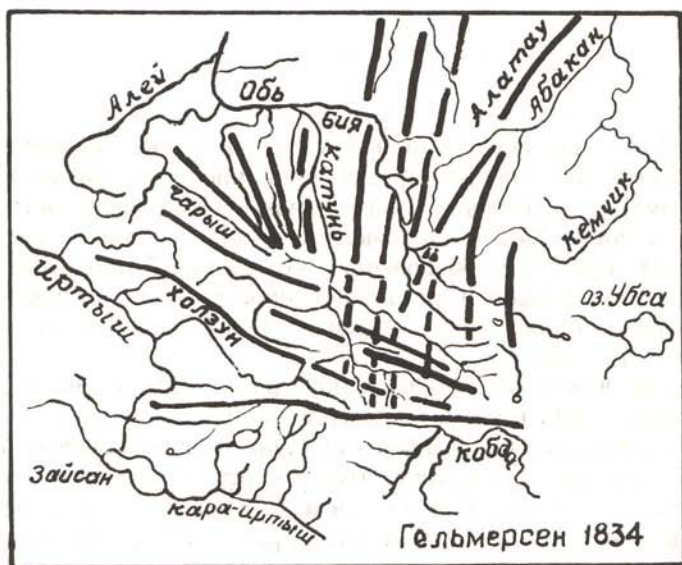 Алей
Обь
Бия
Катунь
Алатау
Абакан
Кемчик
Чарыш
Иртыш
Холзун
оз. Убса
Зайсан
Кара-Иртыш
Кобдо
Гельмерсен 1834